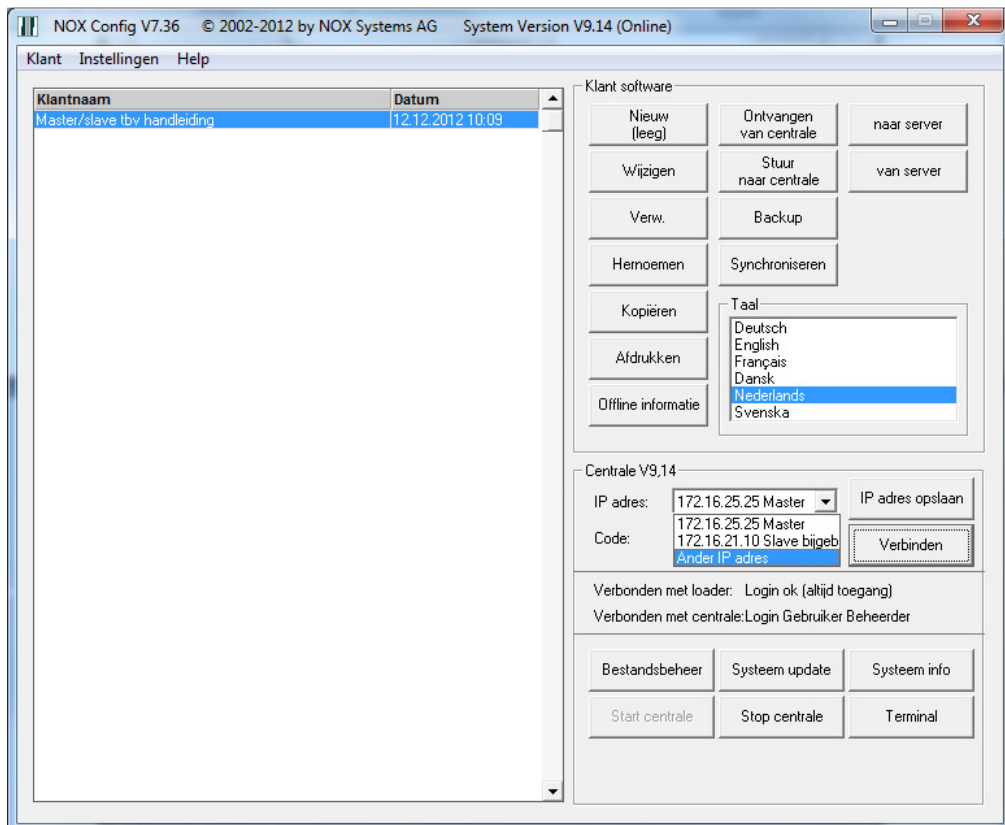 NOX Config V7.36 © 2002-2012 by NOX Systems AG System Version V9.14 (Online)
Klant Instellingen Help
Klantnaam Datum
Master/slave tbv handleiding 12.12.2012 10:09
Klant software
Nieuw
(leeg)
Ontvangen
van centrale
naar server
Wijzigen
Stuur
naar centrale
van server
Verw.
Backup
Hernoemen
Synchroniseren
Kopiëren
Afdrukken
Offline informatie
Taal
Deutsch
English
Français
Dansk
Nederlands
Svenska
Centrale V9,14
IP adres:
172.16.25.25 Master
IP adres opslaan
172.16.25.25 Master
172.16.21.10 Slave bijgeb
Ander IP adres
Code:
Verbinden
Verbonden met loader: Login ok (altijd toegang)
Verbonden met centrale:Login Gebruiker Beheerder
Bestandsbeheer
Systeem update
Systeem info
Start centrale
Stop centrale
Terminal